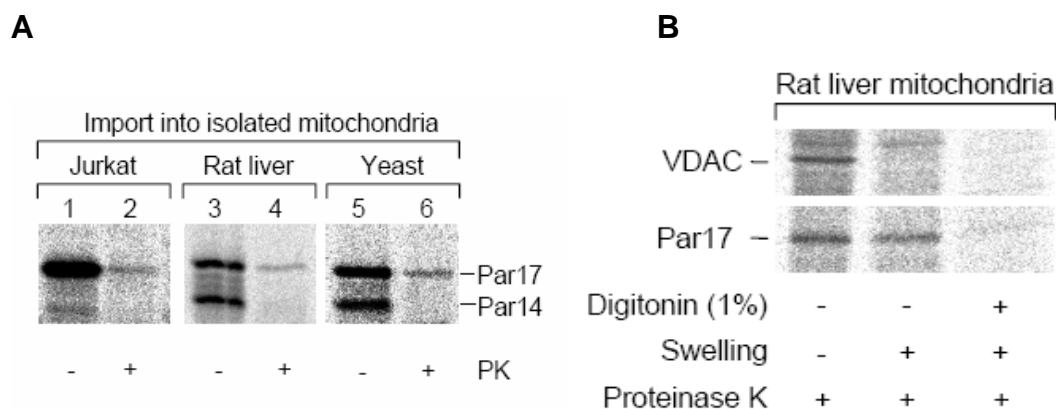 A
Import into isolated mitochondria
Jurkat Rat liver Yeast
1 2 3 4 5 6
Par17
Par14
- + - + - + PK
B
Rat liver mitochondria
VDAC
Par17
Digitonin (1%) - - +
Swelling - + +
Proteinase K + + +